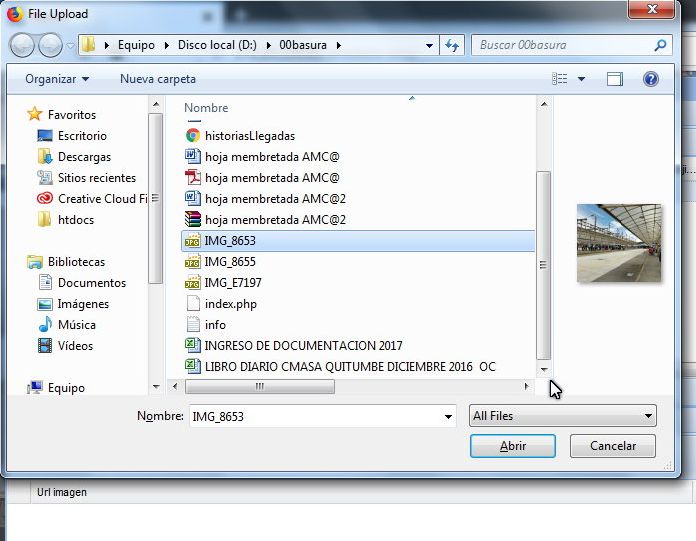 File Upload
Equipo Disco local (D:) 00basura
Buscar 00basura
Organizar
Nueva carpeta
Favoritos
Escritorio
Descargas
Sitios recientes
Creative Cloud Fi
htdocs
Bibliotecas
Documentos
Imágenes
Música
Vídeos
Equipo
Nombre
historiasLlegadas
hoja membretada AMC@
hoja membretada AMC@
hoja membretada AMC@2
hoja membretada AMC@2
IMG_8653
IMG_8655
IMG_E7197
index.php
info
INGRESO DE DOCUMENTACION 2017
LIBRO DIARIO CMASA QUITUMBE DICIEMBRE 2016 OC
Nombre: IMG_8653
All Files
Abrir
Cancelar
Url imagen